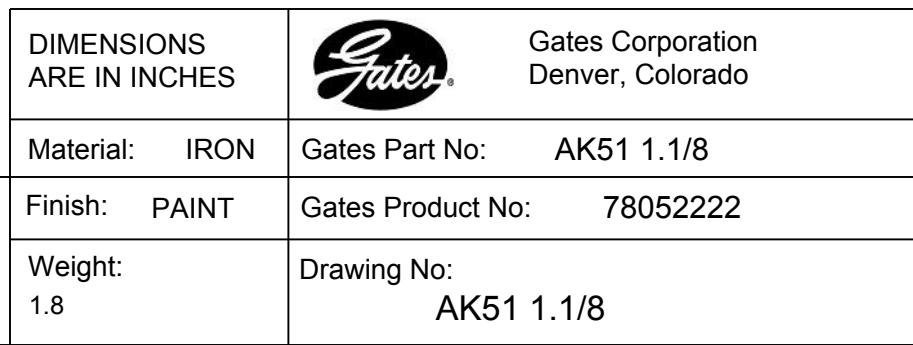 DIMENSIONS
ARE IN INCHES
Gates®
Gates Corporation
Denver, Colorado
Material: IRON
Gates Part No: AK51 1.1/8
Finish: PAINT
Gates Product No: 78052222
Weight:
1.8
Drawing No:
AK51 1.1/8